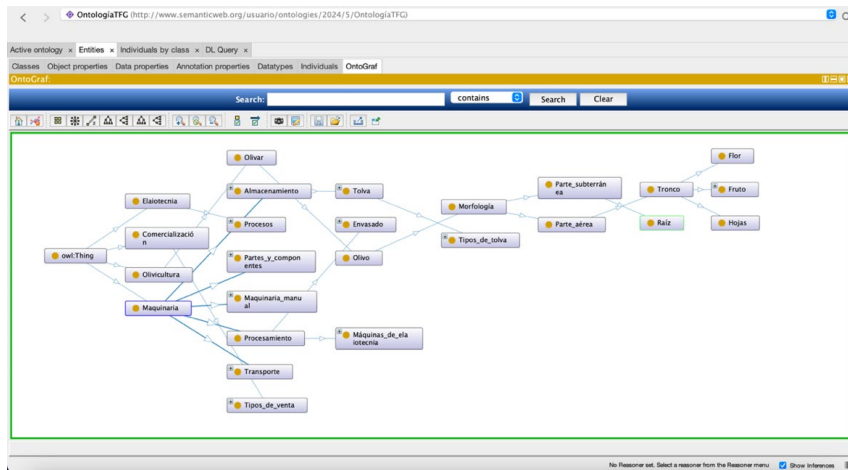 OntologíaTFG (http://www.semanticweb.org/usuario/ontologies/2024/5/OntologíaTFG)
Active ontology × Entities × Individuals by class × DL Query ×
Classes Object properties Data properties Annotation properties Datatypes Individuals OntoGraf
OntoGraf:
Search: contains Search Clear
Olivar
Flor
Almacenamiento
Tolva
Parte_subterrán
ea
Tronco
Fruto
Elaiotecnia
Morfología
Procesos
Envasado
Parte_aérea
Raíz
Hojas
Comercializació
n
Tipos_de_tolva
owl:Thing
Partes_y_compon
entes
Olivo
Olivicultura
Maquinaria_manu
al
Maquinaria
Procesamiento
Máquinas_de_ela
iotecnia
Transporte
Tipos_de_venta
No Reasoner set. Select a reasoner from the Reasoner menu Show Inferences